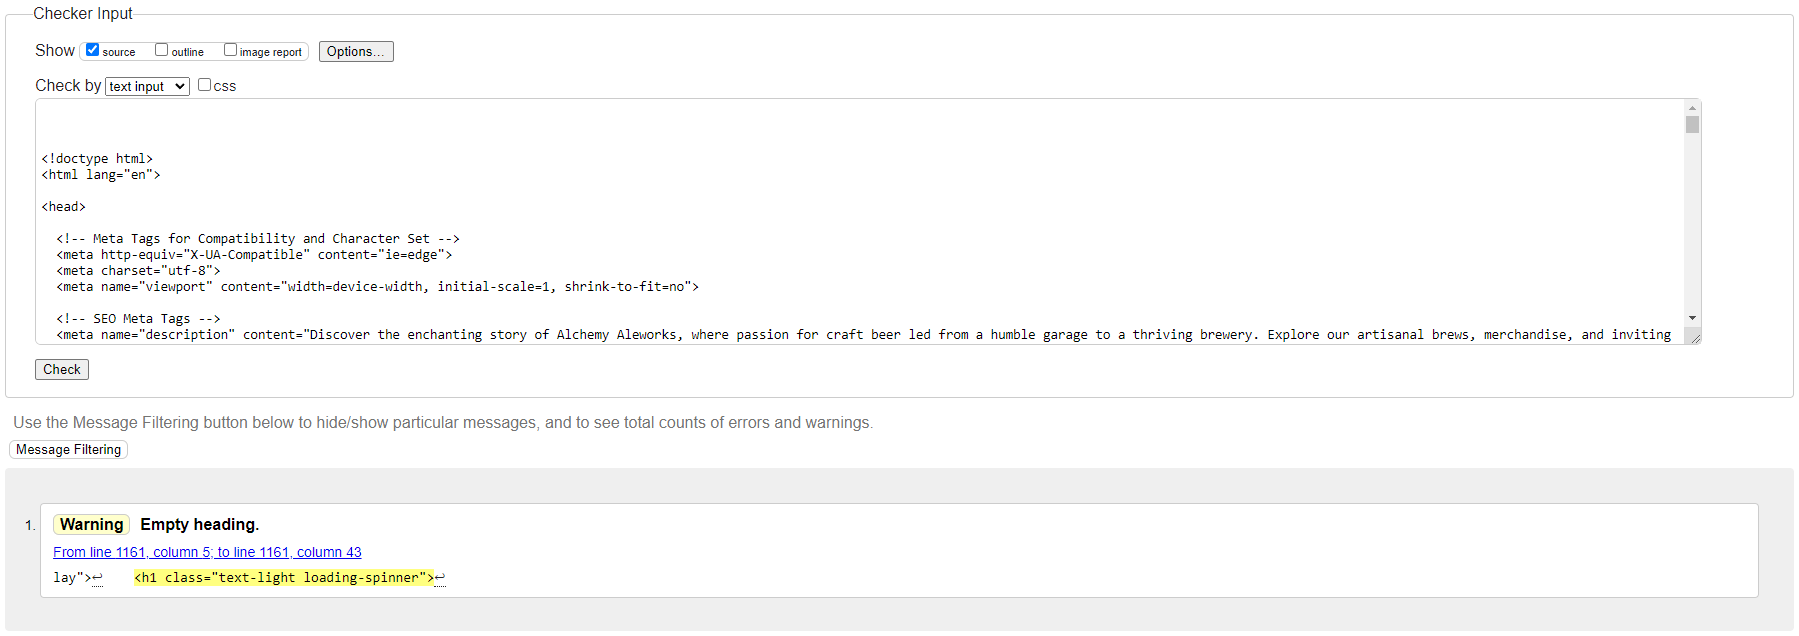 Checker Input
Show source outline image report Options...
Check by text input css
<!doctype html>
<html lang="en">
<head>
<!-- Meta Tags for Compatibility and Character Set -->
<meta http-equiv="X-UA-Compatible" content="ie=edge">
<meta charset="utf-8">
<meta name="viewport" content="width=device-width, initial-scale=1, shrink-to-fit=no">
<!-- SEO Meta Tags -->
<meta name="description" content="Discover the enchanting story of Alchemy Aleworks, where passion for craft beer led from a humble garage to a thriving brewery. Explore our artisanal brews, merchandise, and inviting
Check
Use the Message Filtering button below to hide/show particular messages, and to see total counts of errors and warnings.
Message Filtering
1. Warning Empty heading.
From line 1161, column 5; to line 1161, column 43
lay">↩ <h1 class="text-light loading-spinner">↩